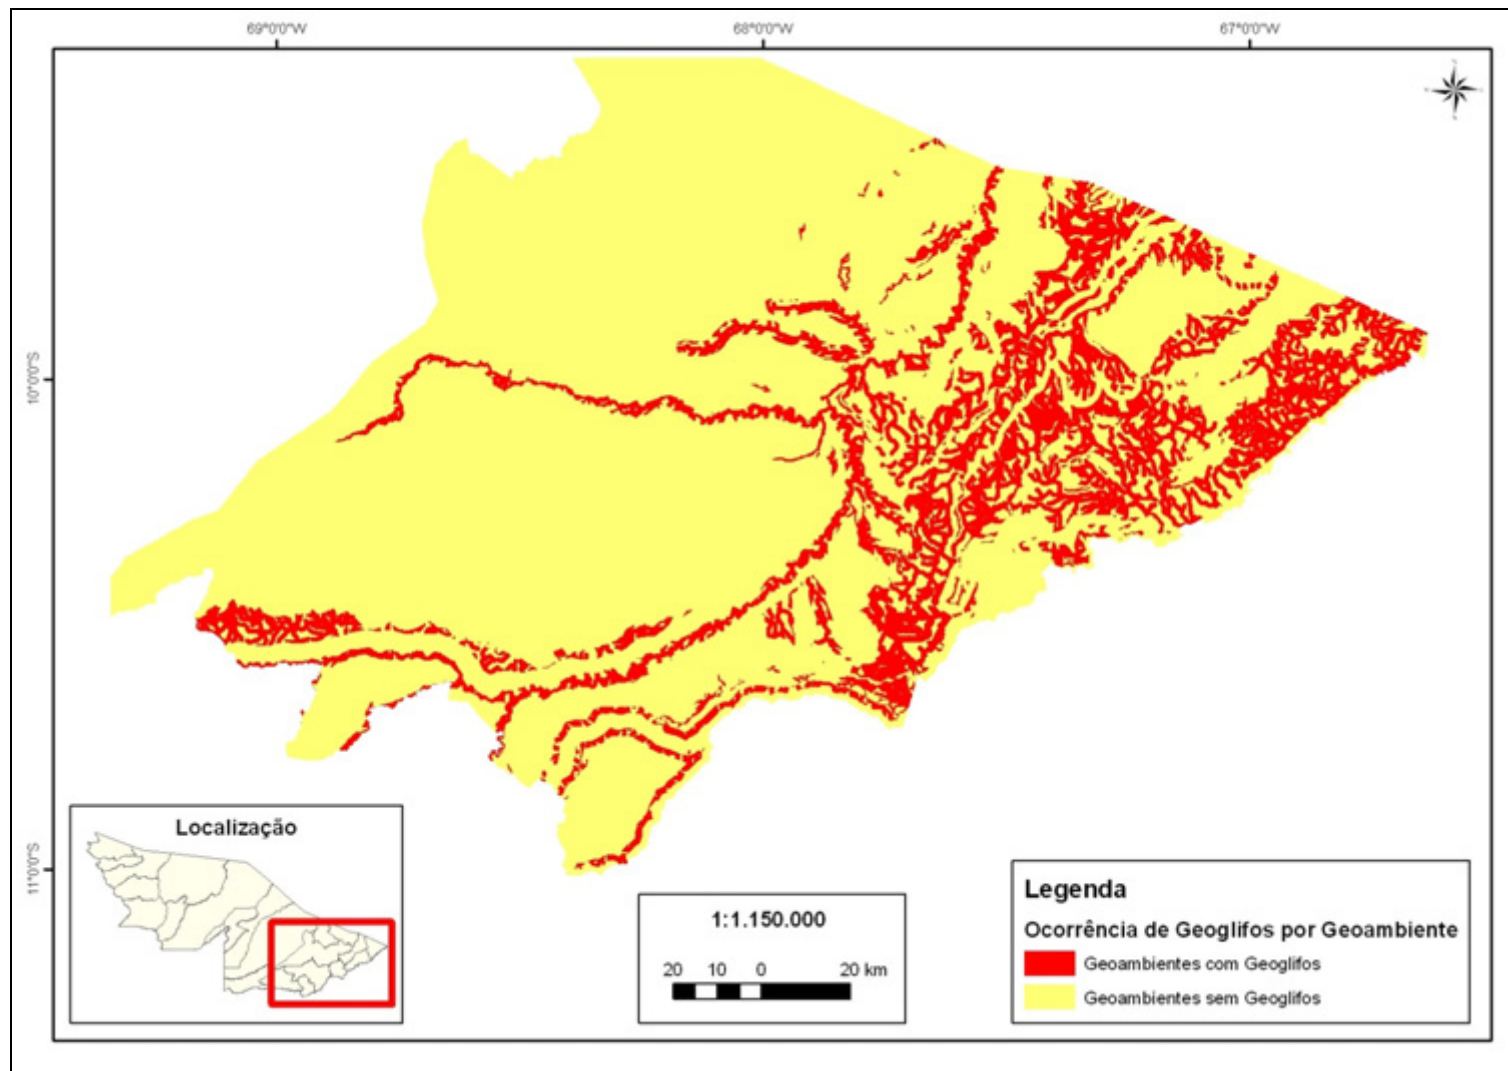 69°0'0"W 68°0'0"W 67°0'0"W
10°0'0"S
11°0'0"S
Localização
1:1.150.000
20 10 0 20 km
Legenda
Ocorrência de Geoglifos por Geoambiente
Geoambientes com Geoglifos
Geoambientes sem Geoglifos